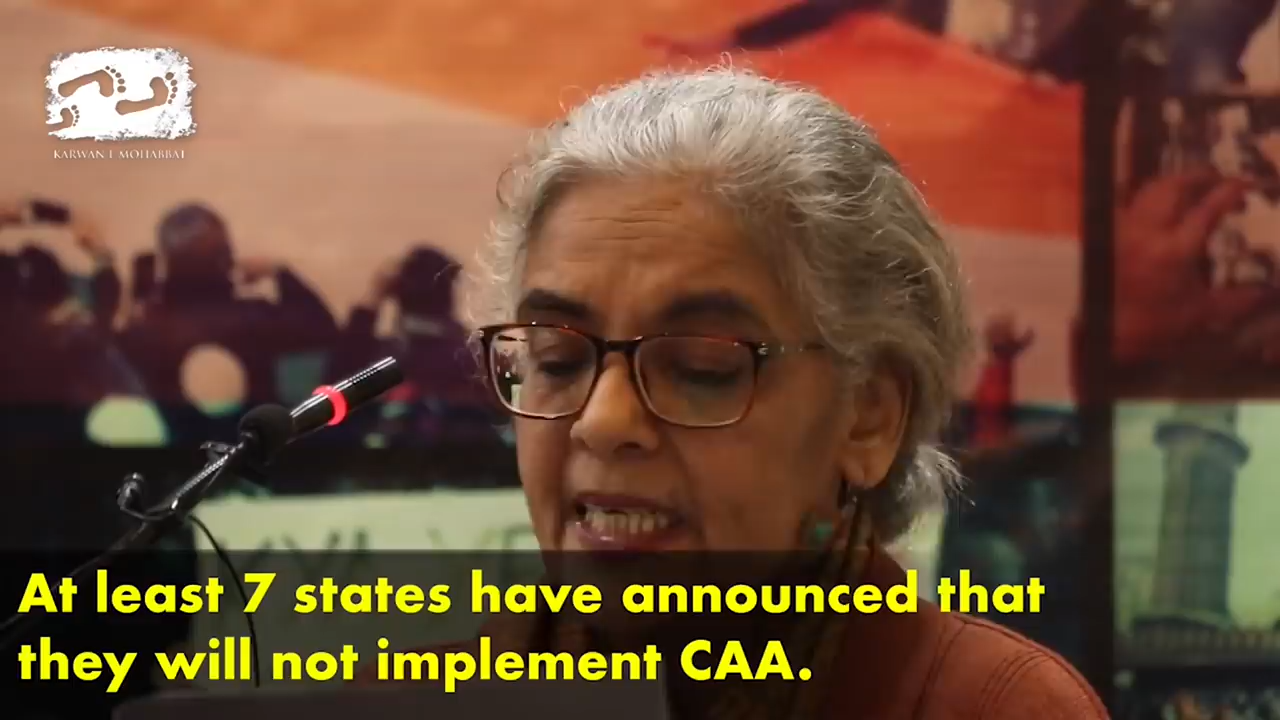 KARWAN E MOHABBAT
At least 7 states have announced that
they will not implement CAA.